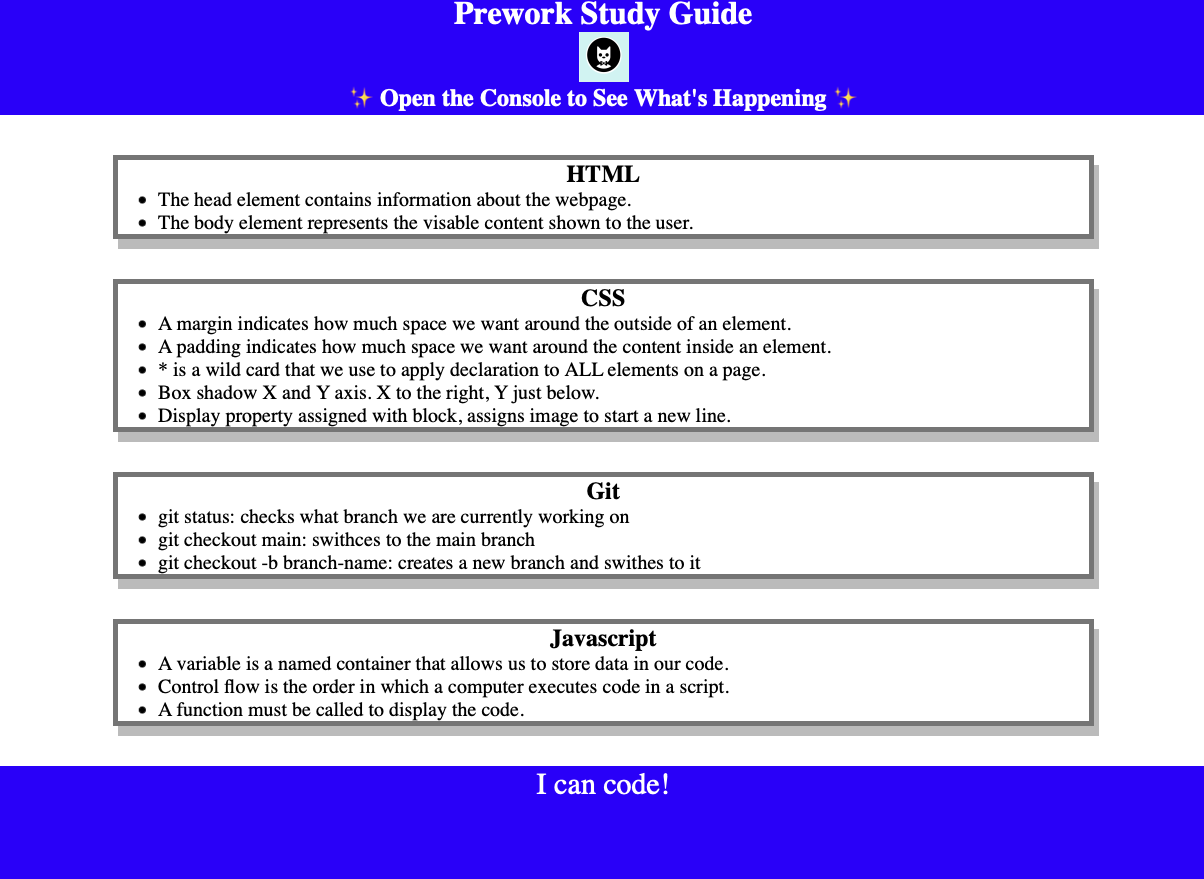 Prework Study Guide
✨ Open the Console to See What's Happening ✨
HTML
• The head element contains information about the webpage.
• The body element represents the visable content shown to the user.
CSS
• A margin indicates how much space we want around the outside of an element.
• A padding indicates how much space we want around the content inside an element.
• * is a wild card that we use to apply declaration to ALL elements on a page.
• Box shadow X and Y axis. X to the right, Y just below.
• Display property assigned with block, assigns image to start a new line.
Git
• git status: checks what branch we are currently working on
• git checkout main: swithces to the main branch
• git checkout -b branch-name: creates a new branch and swithes to it
Javascript
• A variable is a named container that allows us to store data in our code.
• Control flow is the order in which a computer executes code in a script.
• A function must be called to display the code.
I can code!